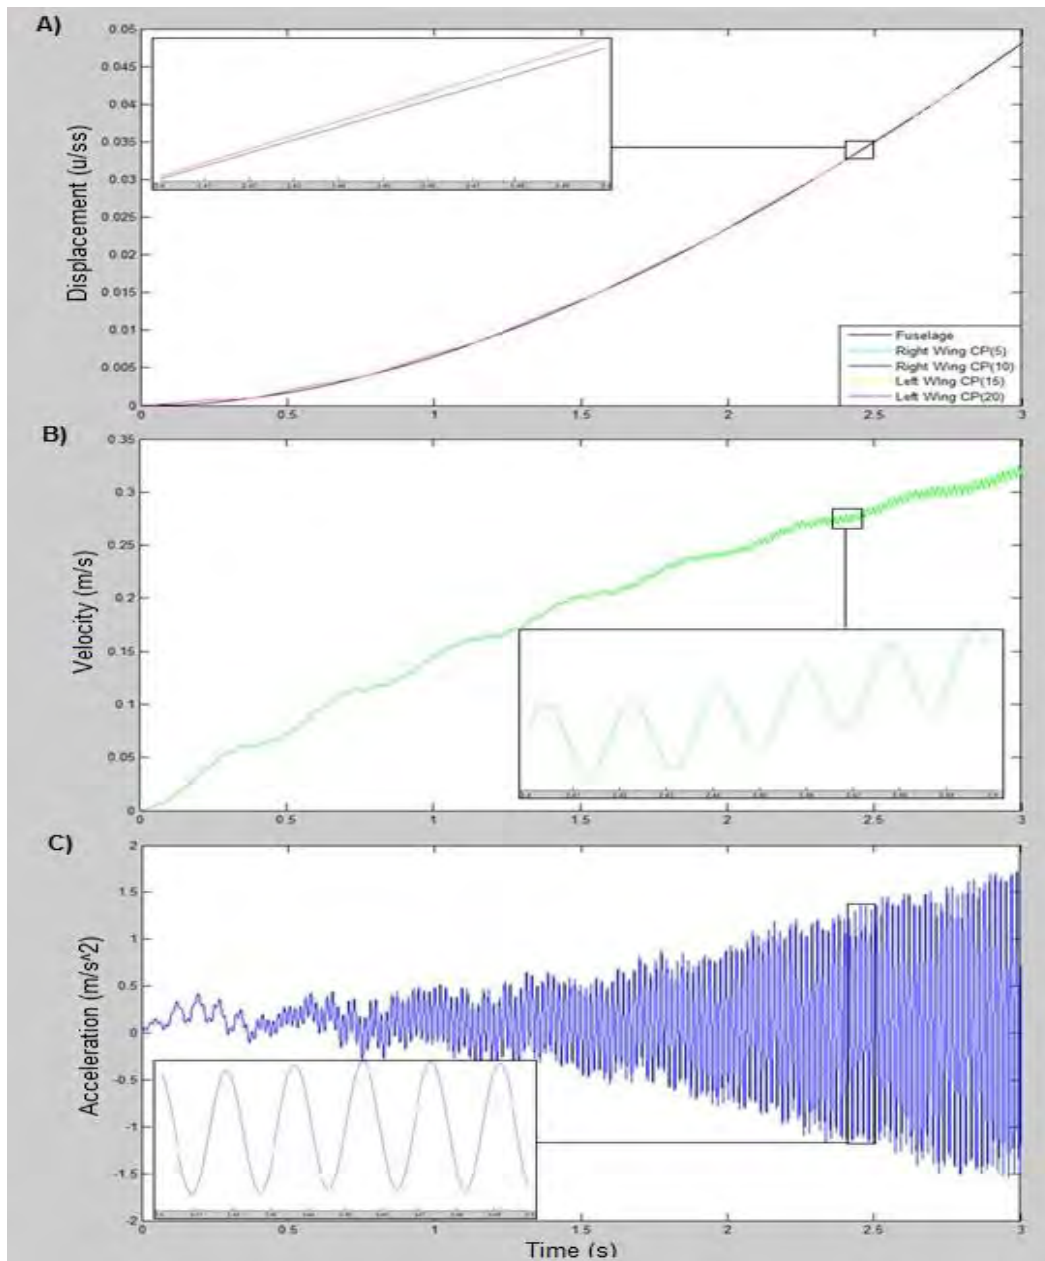 A)
Displacement (u/ss)
0.05
0.045
0.04
0.035
0.03
0.025
0.02
0.015
0.01
0.005
0
Fuselage
Right Wing CP(5)
Right Wing CP(10)
Left Wing CP(15)
Left Wing CP(20)
0 0.5 1 1.5 2 2.5 3
B)
Velocity (m/s)
0.35
0.3
0.25
0.2
0.15
0.1
0.05
0
0 0.5 1 1.5 2 2.5 3
C)
Acceleration (m/s^2)
2
1.5
1
0.5
0
-0.5
-1
-1.5
-2
0 0.5 1 1.5 2 2.5 3
Time (s)